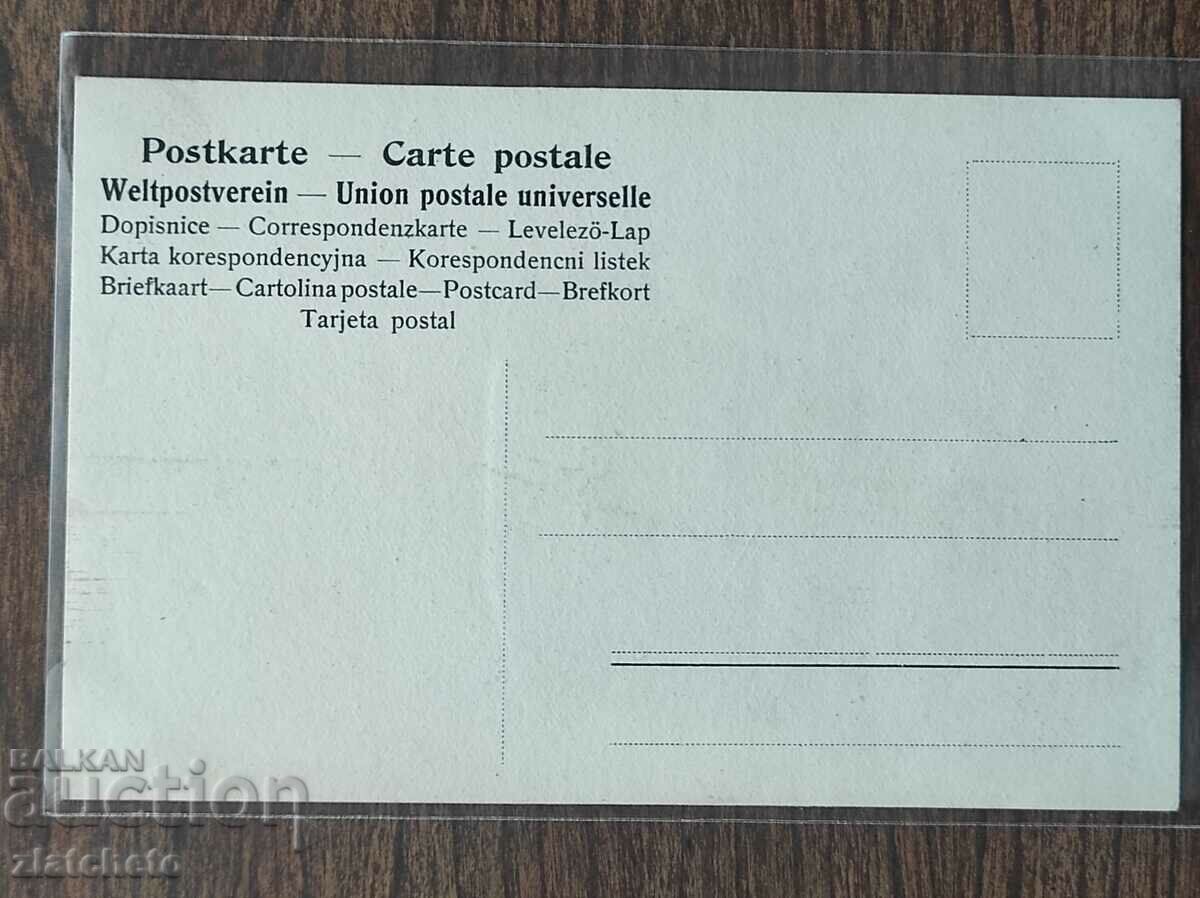 Postkarte — Carte postale
Weltpostverein — Union postale universelle
Dopisnice — Correspondenzkarte — Levelezö-Lap
Karta korespondencyjna — Korespondencni listek
Briefkaart—Cartolina postale—Postcard—Brefkort
Tarjeta postal
BALKAN
auction
zlatcheto